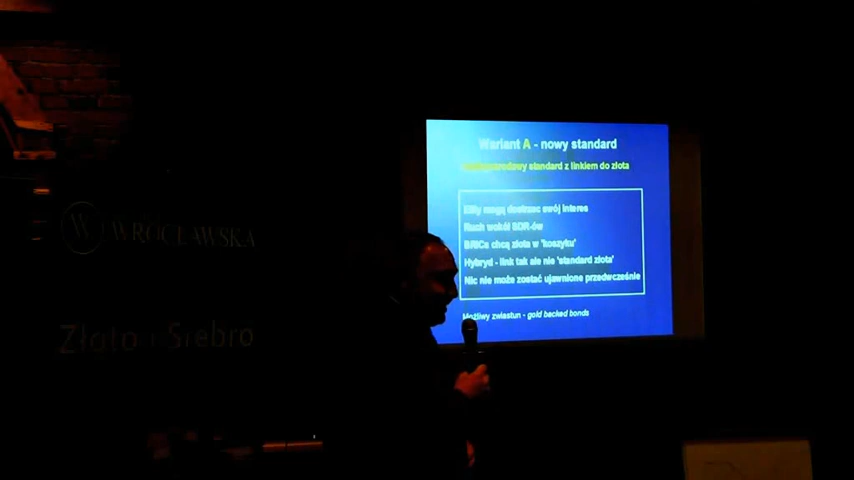 W WROCŁAWSKA
Złoto i Srebro
Wariant A - nowy standard
Międzynarodowy standard z linkiem do złota
Elity mogą dostrzec swój interes
Ruch wokół SDR-ów
BRICs chcą złota w 'koszyku'
Hybryd - link tak ale nie 'standard złota'
Nic nie może zostać ujawnione przedwcześnie
Możliwy zwiastun - gold backed bonds